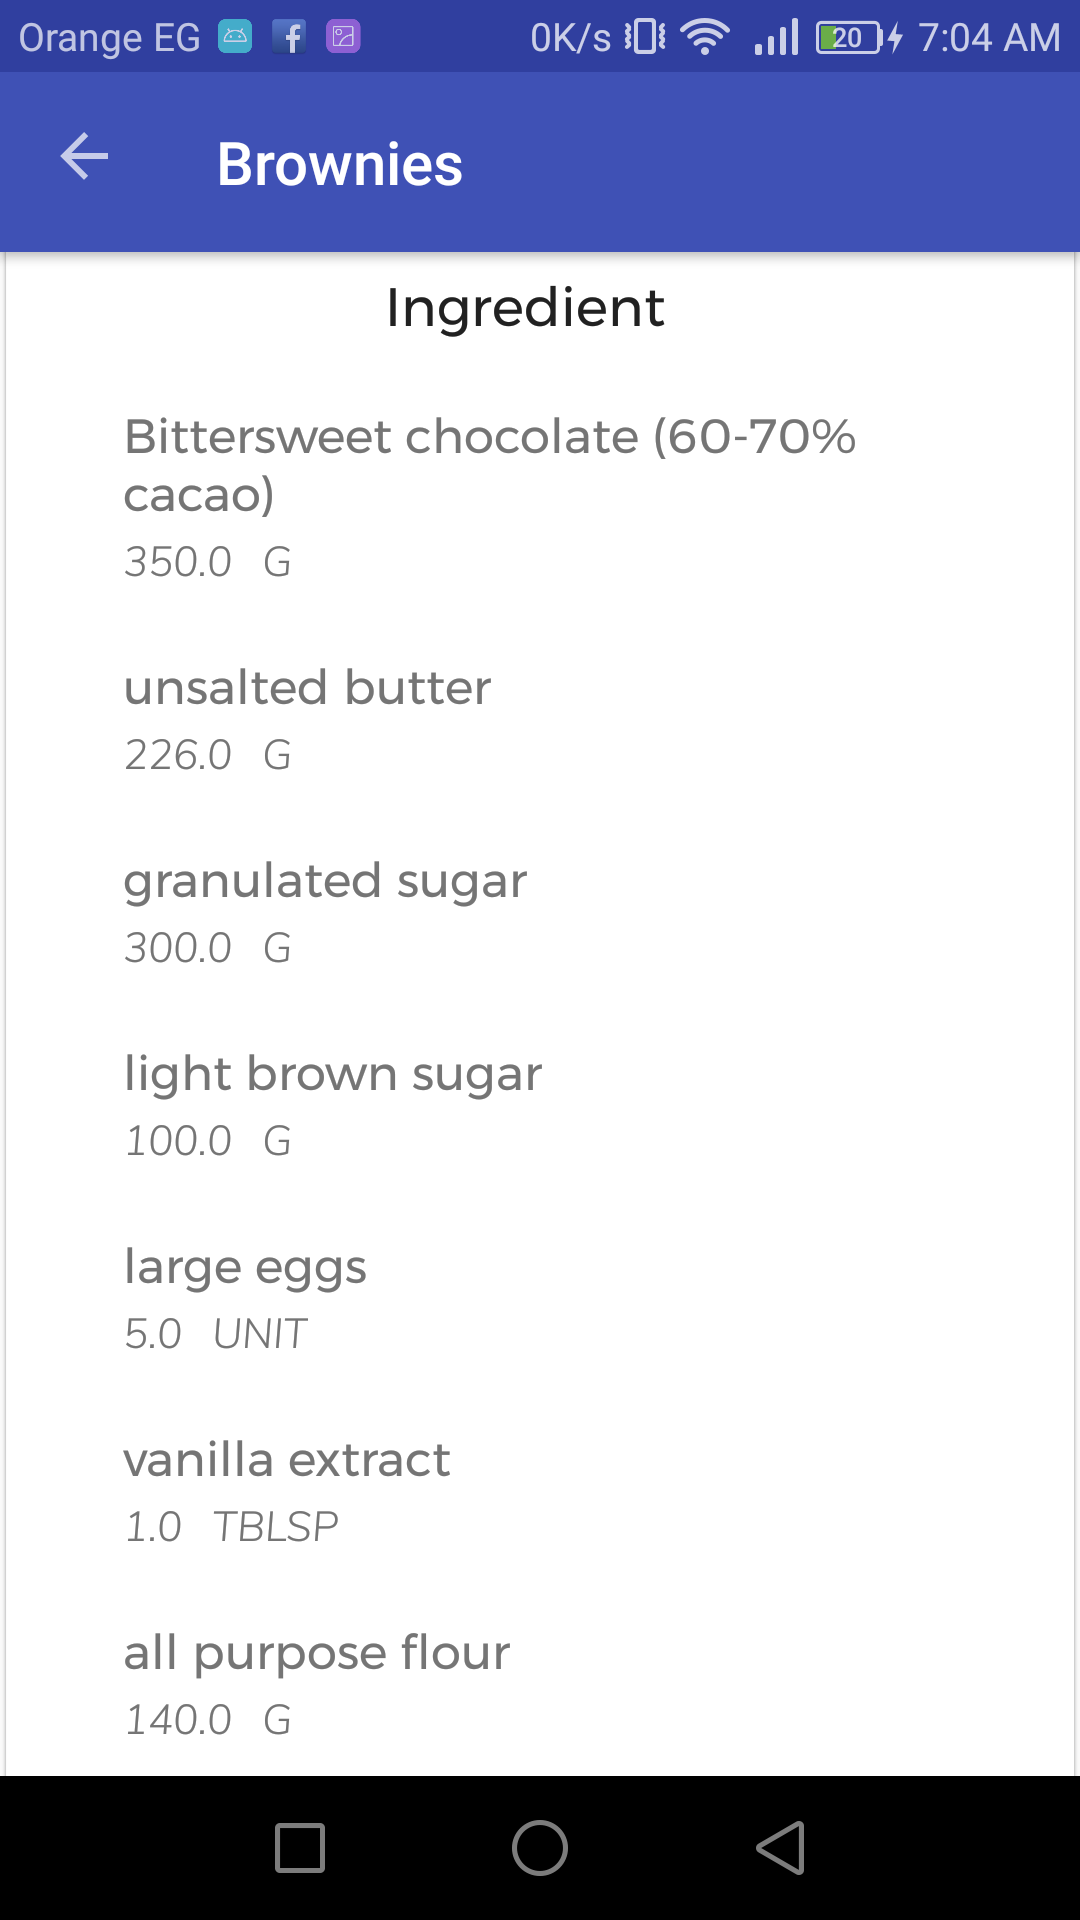 Orange EG 0K/s 20 7:04 AM
Brownies
Ingredient
Bittersweet chocolate (60-70%
cacao)
350.0 G
unsalted butter
226.0 G
granulated sugar
300.0 G
light brown sugar
100.0 G
large eggs
5.0 UNIT
vanilla extract
1.0 TBLSP
all purpose flour
140.0 G